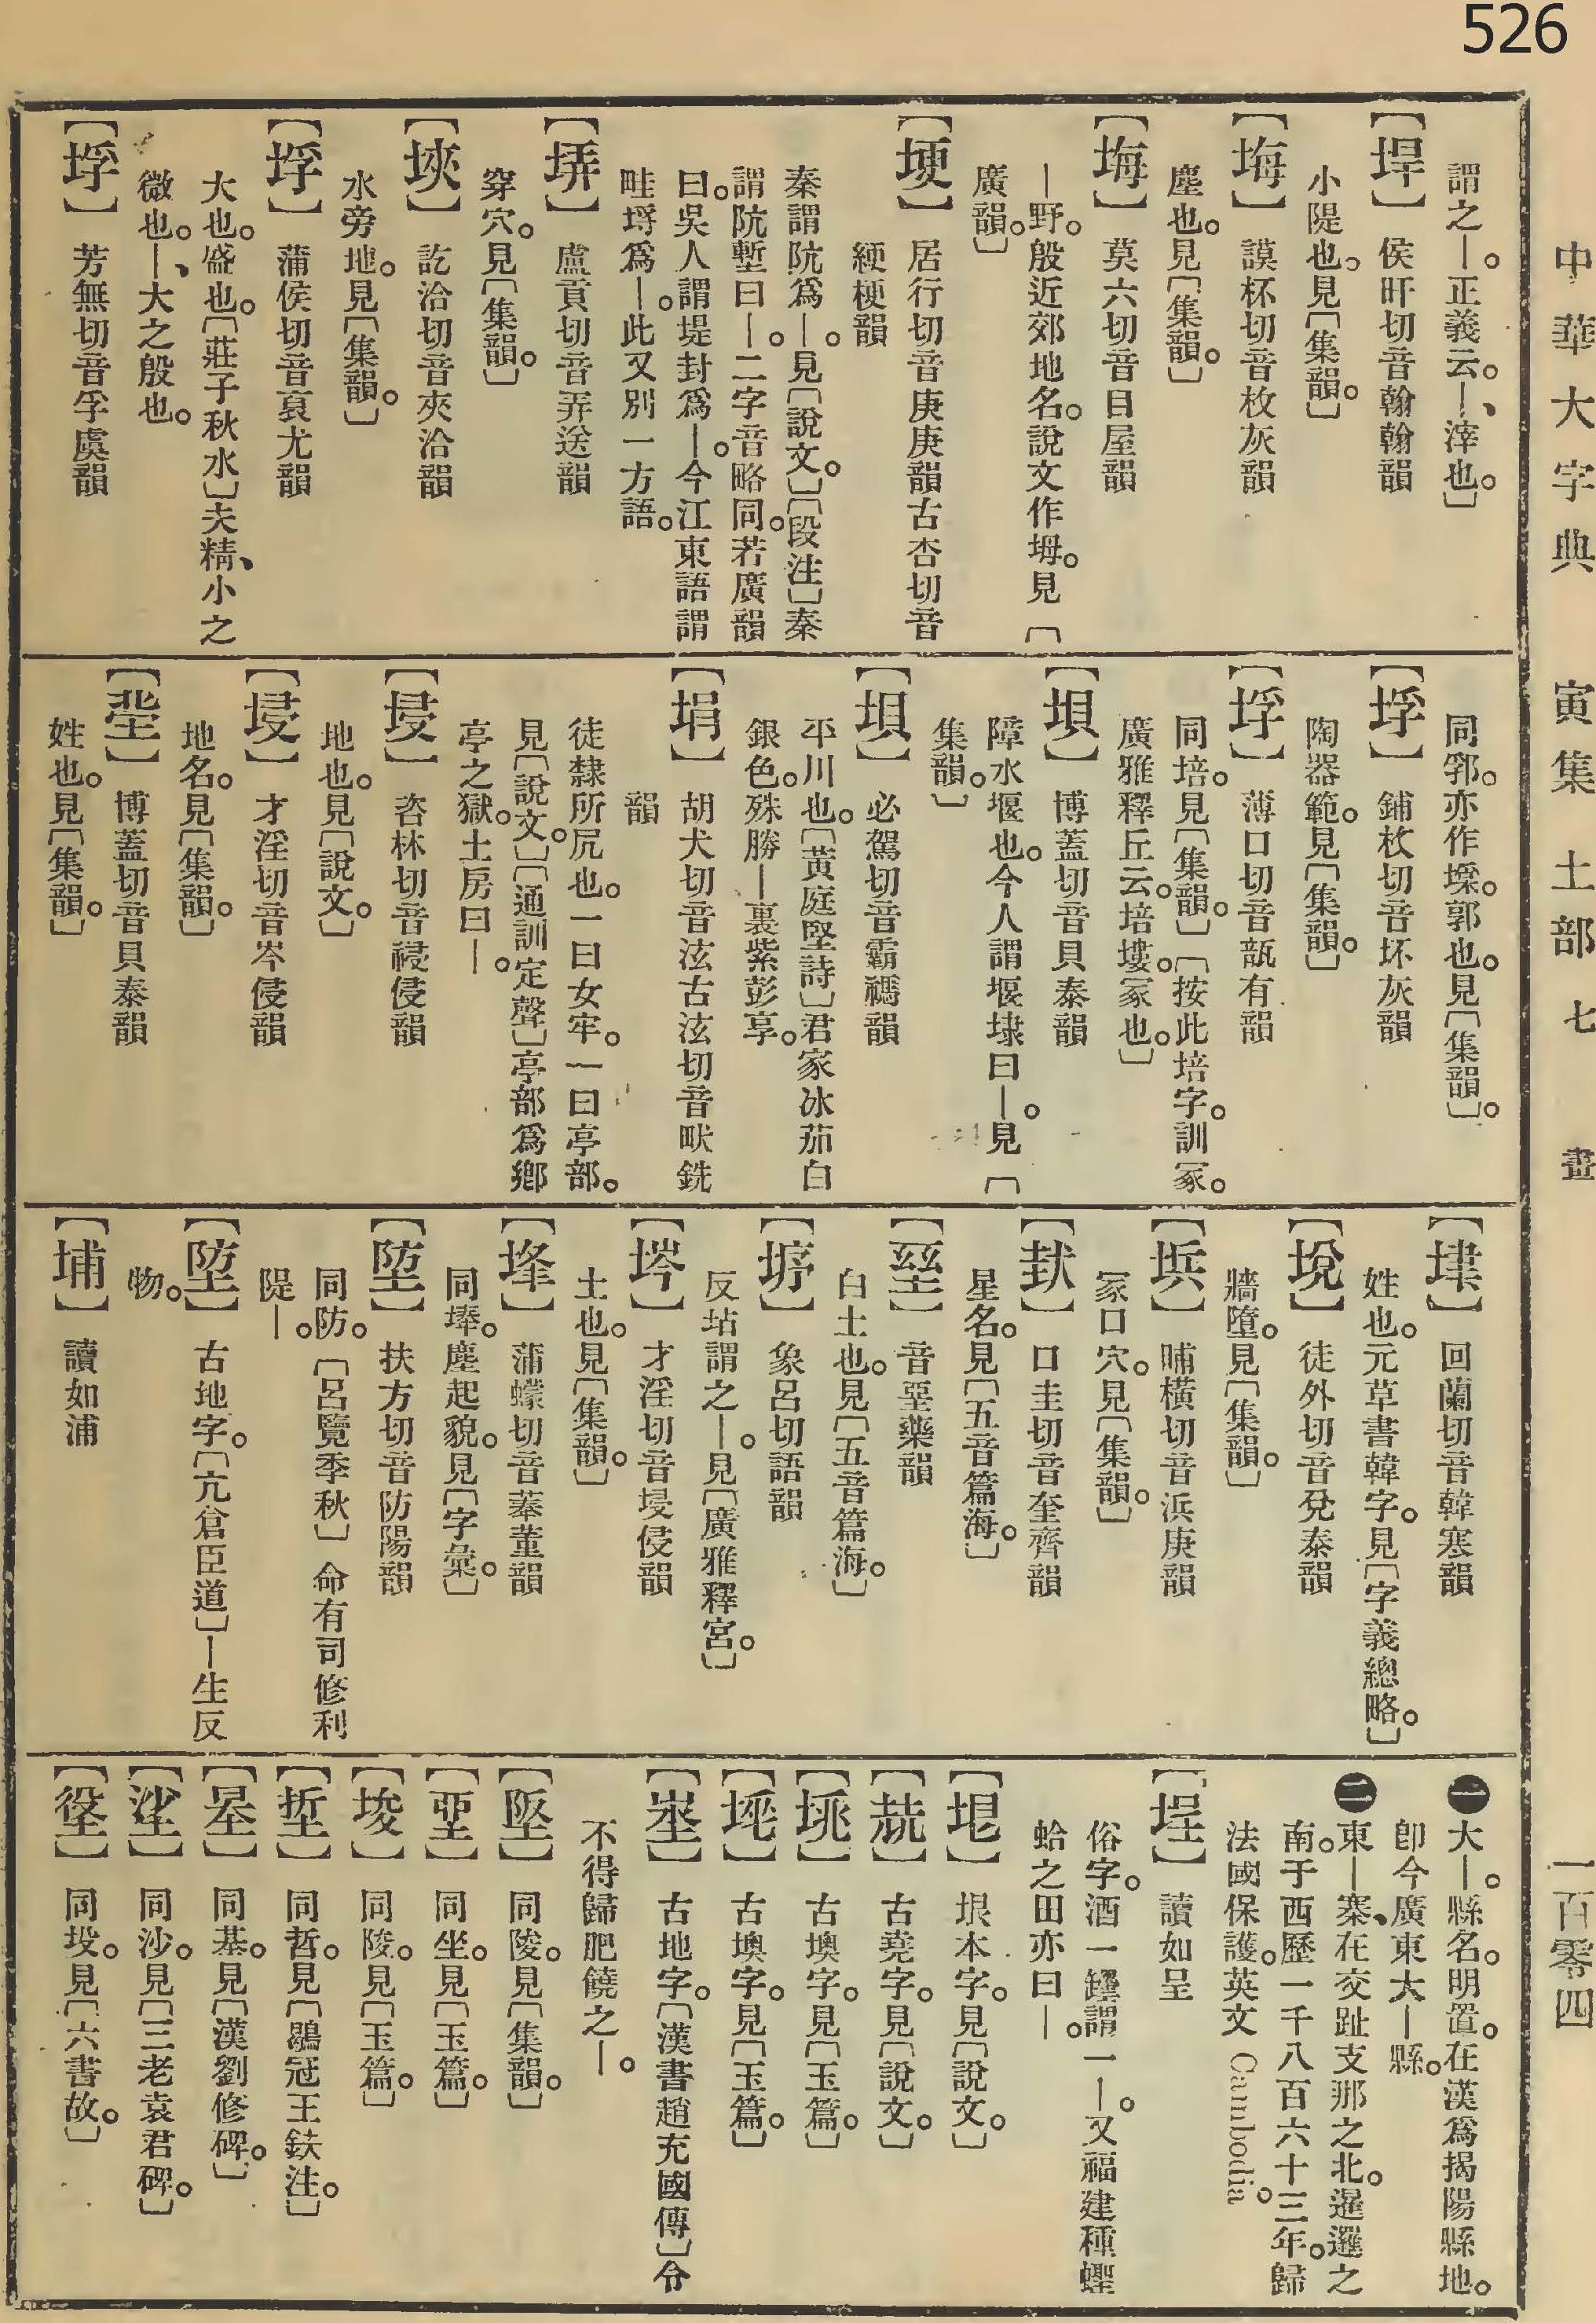 526
中華大字典 寅集 土部 七畫 一百零四
謂之—。正義云。—、滓也。〕
【垾】 侯旰切音翰翰韻
小隄也。見〔集韻。〕
【塰】 謨杯切音枚灰韻
塵也。見〔集韻。〕
【】 莫六切音目屋韻
—野。殷近郊地名。說文作坶。見〔
廣韻。〕
【埂】 居行切音庚庚韻古杏切音
綆梗韻
秦謂阬爲—。見〔說文。〕〔段注〕秦
謂阬塹曰—。二字音略同。若廣韻
曰。吳人謂堤封爲—。今江東語謂
畦埒爲—。此又別一方語。
【㙁】 盧貢切音弄送韻
穿穴。見〔集韻。〕
【埉】 訖洽切音夾洽韻
水旁地。見〔集韻。〕
【垺】 蒲侯切音裒尤韻
大也。盛也。〔莊子秋水〕夫精、小之
微也。—、大之殷也。
【垺】 芳無切音孚虞韻
同郛。亦作㙩。郭也。見〔集韻〕。
【垺】 鋪枚切音坏灰韻
陶器範。見〔集韻。〕
【垺】 薄口切音瓿有韻
同培。見〔集韻。〕〔按此培字。訓冢。
廣雅釋丘云。培塿。冢也。〕
【垻】 博蓋切音貝泰韻
障水堰也。今人謂堰埭曰—。見〔
集韻。〕
【垻】 必駕切音霸禡韻
平川也。〔黃庭堅詩〕君家冰茄白
銀色。殊勝—裏紫彭亨。
【埍】 胡犬切音泫古泫切音畎銑
韻
徒隸所凥也。一曰女牢。一曰亭部。
見〔說文。〕〔通訓定聲〕亭部爲鄉
亭之獄。土房曰—。
【埐】 咨林切音祲侵韻
地也。見〔說文。〕
【埐】 才淫切音岑侵韻
地名。見〔集韻。〕
【】 博蓋切音貝泰韻
姓也。見〔集韻。〕
【】 回蘭切音韓寒韻
姓也。元草書韓字。見〔字義總略。〕
【㙂】 徒外切音兌泰韻
牆墮。見〔集韻。〕
【】 晡橫切音浜庚韻
冢口穴。見〔集韻。〕
【】 口圭切音奎齊韻
星名。見〔五音篇海。〕
【】 音堊藥韻
白土也。見〔五音篇海。〕
【垿】 象呂切語韻
反坫謂之—。見〔廣雅釋宮。〕
【埁】 才淫切音埐侵韻
土也。見〔集韻。〕
【埄】 蒲蠓切音菶董韻
同埲。塵起貌。見〔字彙。〕
【埅】 扶方切音防陽韻
同防。〔呂覽季秋〕命有司修利
隄—。
【埅】 古地字。〔亢倉臣道〕—生反
物。
【埔】 讀如浦
㊀大—。縣名。明置。在漢爲揭陽縣地。
卽今廣東大—縣。
㊁東—寨、在交趾支那之北。暹邏之
南。于西歷一千八百六十三年。歸
法國保護。英文 Cambodia。
【埕】 讀如呈
俗字。酒一罈謂一—。又福建種蟶
蛤之田亦曰—。
【垷】 垠本字。見〔說文。〕
【】 古堯字。見〔說文。〕
【】 古墺字。見〔玉篇。〕
【】 古墺字。見〔玉篇。〕
【埊】 古地字。〔漢書趙充國傳〕令
不得歸肥饒之—。
【】 同陵。見〔集韻。〕
【】 同坐。見〔玉篇。〕
【埈】 同陖。見〔玉篇。〕
【埑】 同哲。見〔鶡冠王鈇注。〕
【】 同基。見〔漢劉修碑。〕
【】 同沙。見〔三老袁君碑。〕
【】 同坄。見〔六書故。〕